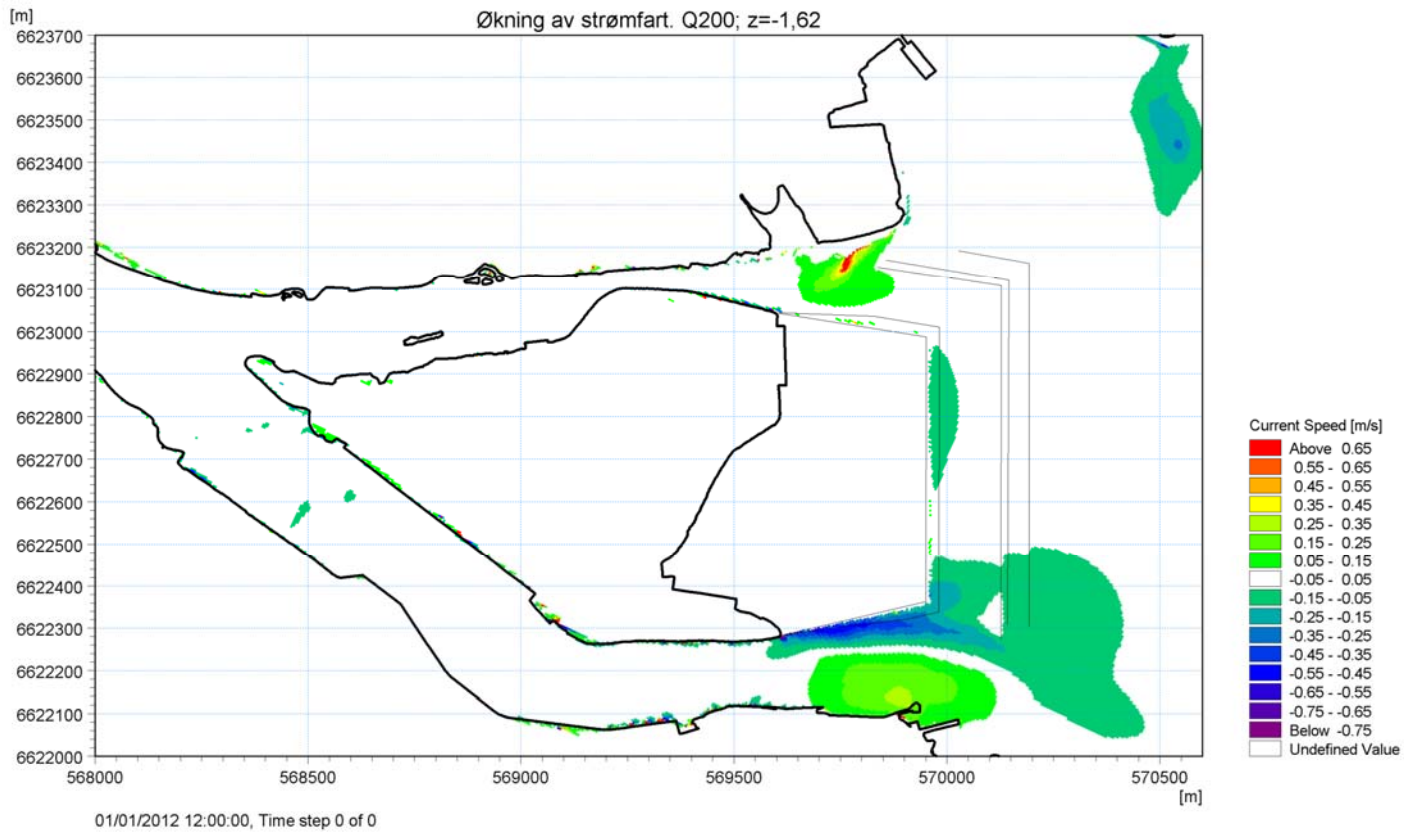 [m]
Økning av strømfart. Q200; z=-1,62
6623700
6623600
6623500
6623400
6623300
6623200
6623100
6623000
6622900
6622800
6622700
6622600
6622500
6622400
6622300
6622200
6622100
6622000
568000 568500 569000 569500 570000 570500
[m]
01/01/2012 12:00:00, Time step 0 of 0
Current Speed [m/s]
Above 0.65
0.55 - 0.65
0.45 - 0.55
0.35 - 0.45
0.25 - 0.35
0.15 - 0.25
0.05 - 0.15
-0.05 - 0.05
-0.15 - -0.05
-0.25 - -0.15
-0.35 - -0.25
-0.45 - -0.35
-0.55 - -0.45
-0.65 - -0.55
-0.75 - -0.65
Below -0.75
Undefined Value